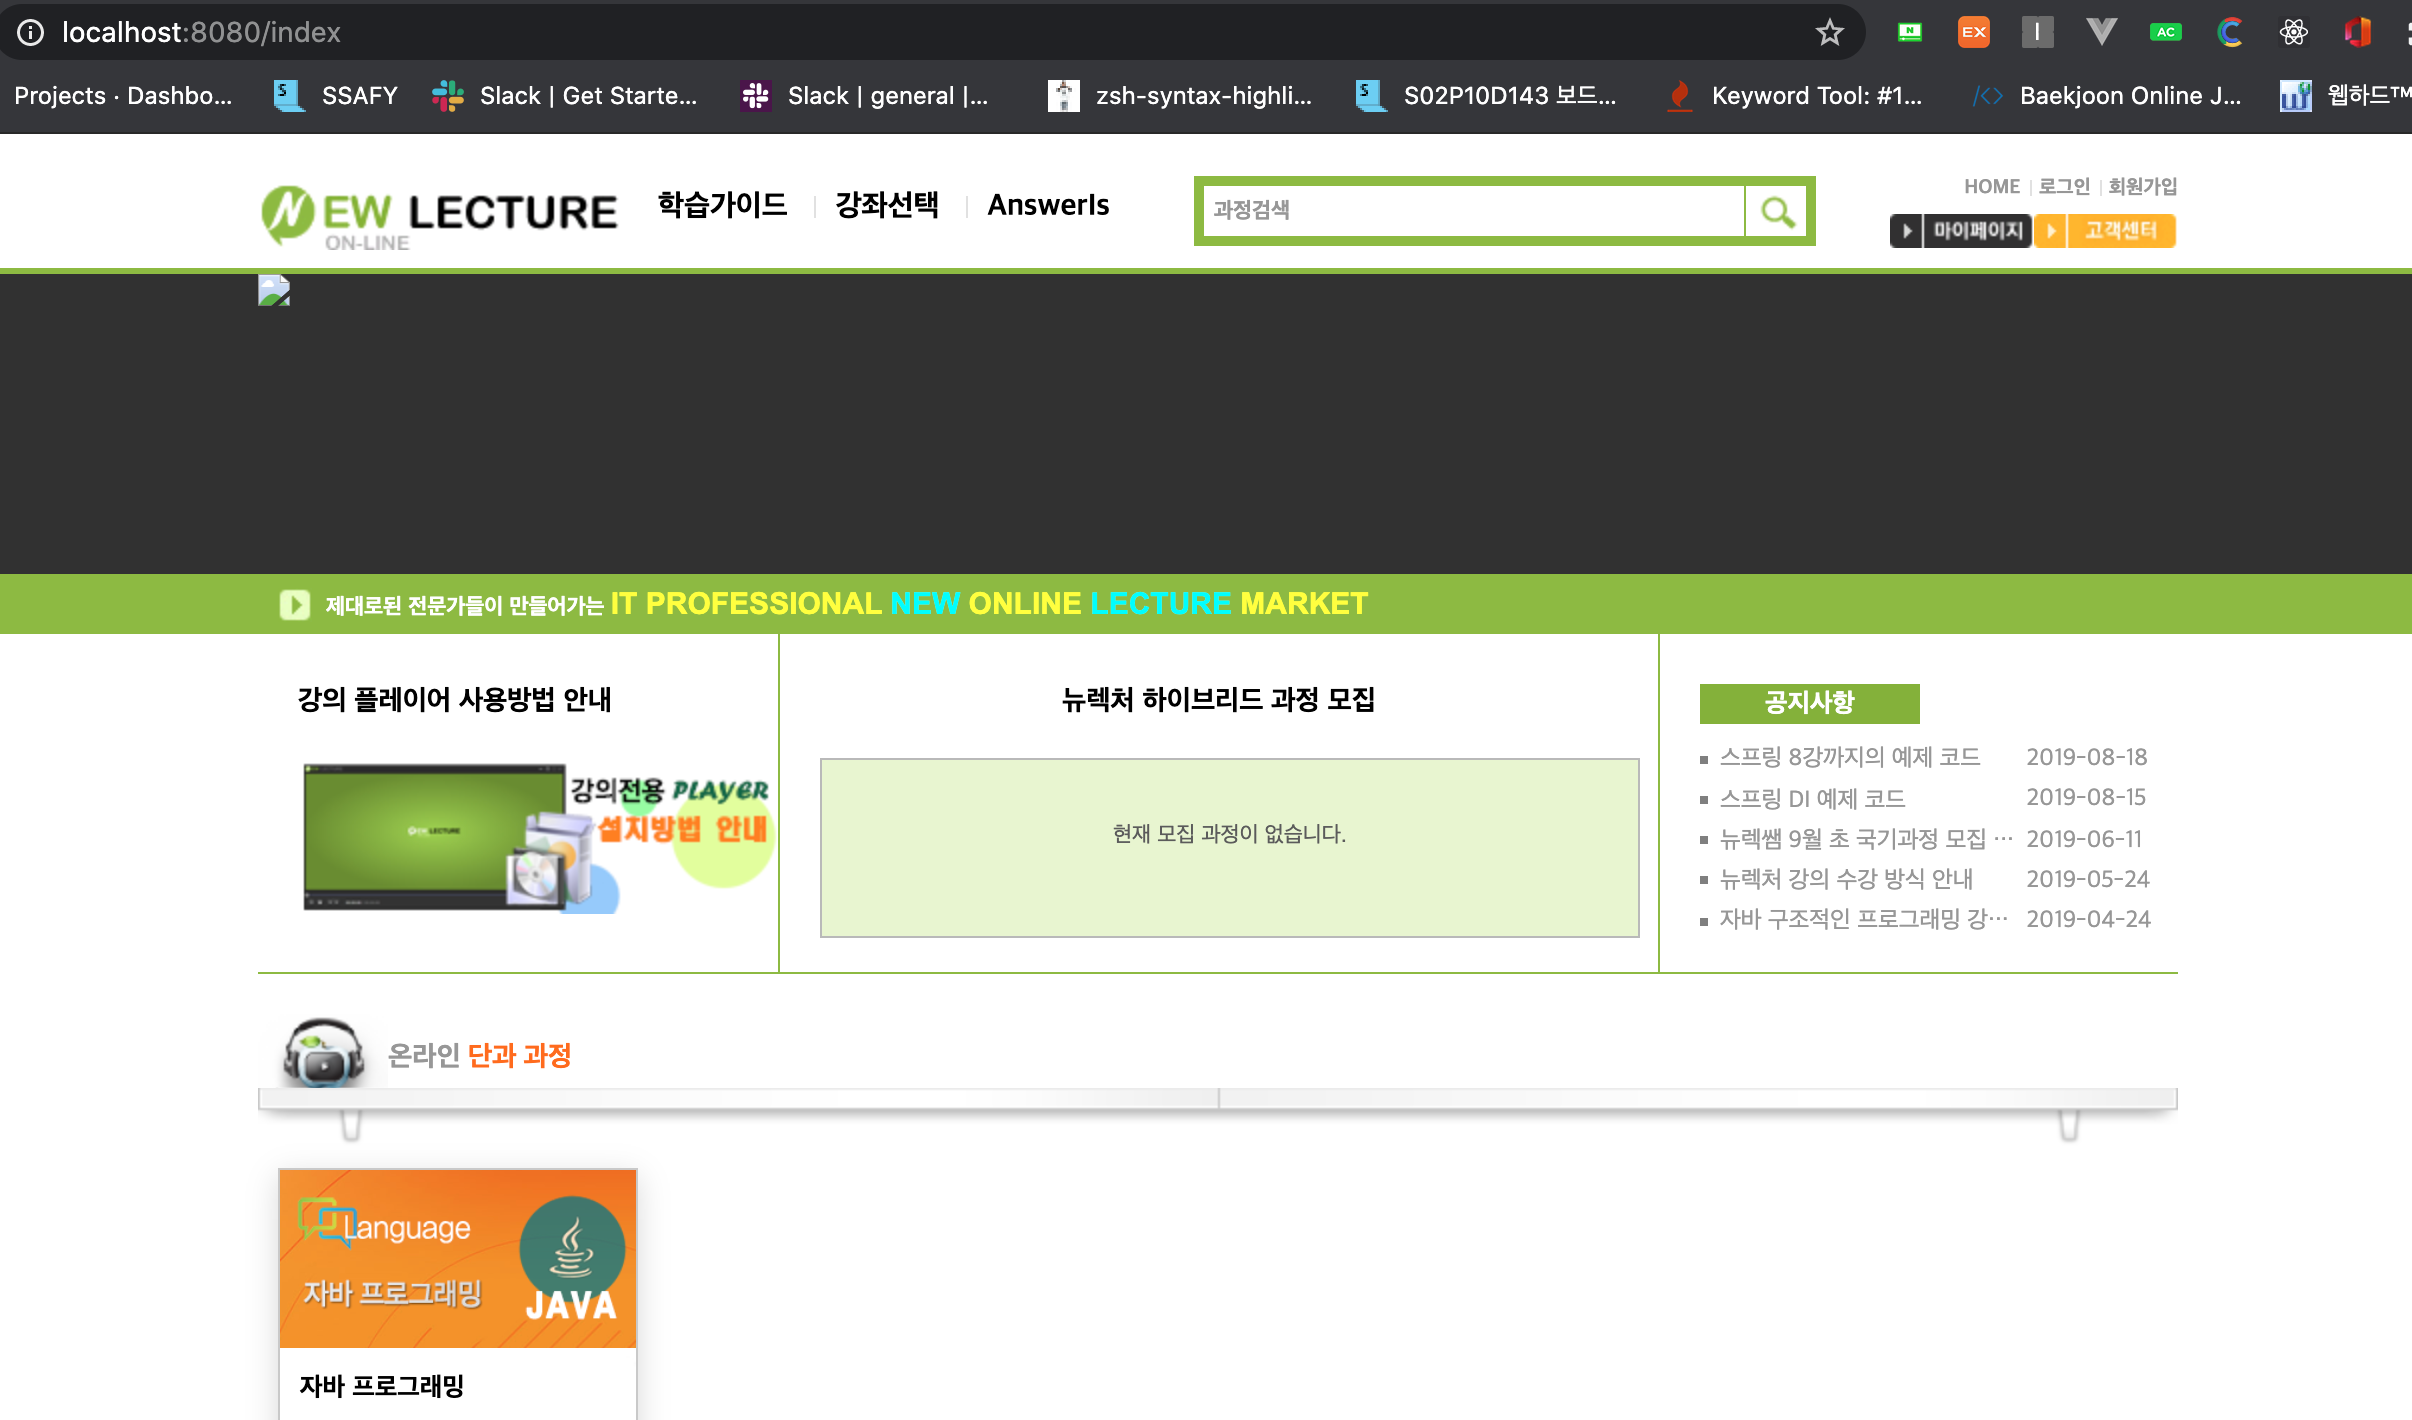 localhost:8080/index
EX
AC
Projects · Dashbo...
SSAFY
Slack | Get Starte...
Slack | general |...
zsh-syntax-highli...
S02P10D143 보드...
Keyword Tool: #1...
Baekjoon Online J...
웹하드™
NEW LECTURE
ON-LINE
학습가이드
강좌선택
AnswerIs
과정검색
HOME
로그인
회원가입
마이페이지
고객센터
제대로된 전문가들이 만들어가는 IT PROFESSIONAL NEW ONLINE LECTURE MARKET
강의 플레이어 사용방법 안내
강의전용 PLAYER
설치방법 안내
NEW LECTURE
뉴렉처 하이브리드 과정 모집
현재 모집 과정이 없습니다.
공지사항
스프링 8강까지의 예제 코드 2019-08-18
스프링 DI 예제 코드 2019-08-15
뉴렉쌤 9월 초 국기과정 모집 ... 2019-06-11
뉴렉처 강의 수강 방식 안내 2019-05-24
자바 구조적인 프로그래밍 강... 2019-04-24
온라인 단과 과정
Language
자바 프로그래밍
JAVA
자바 프로그래밍